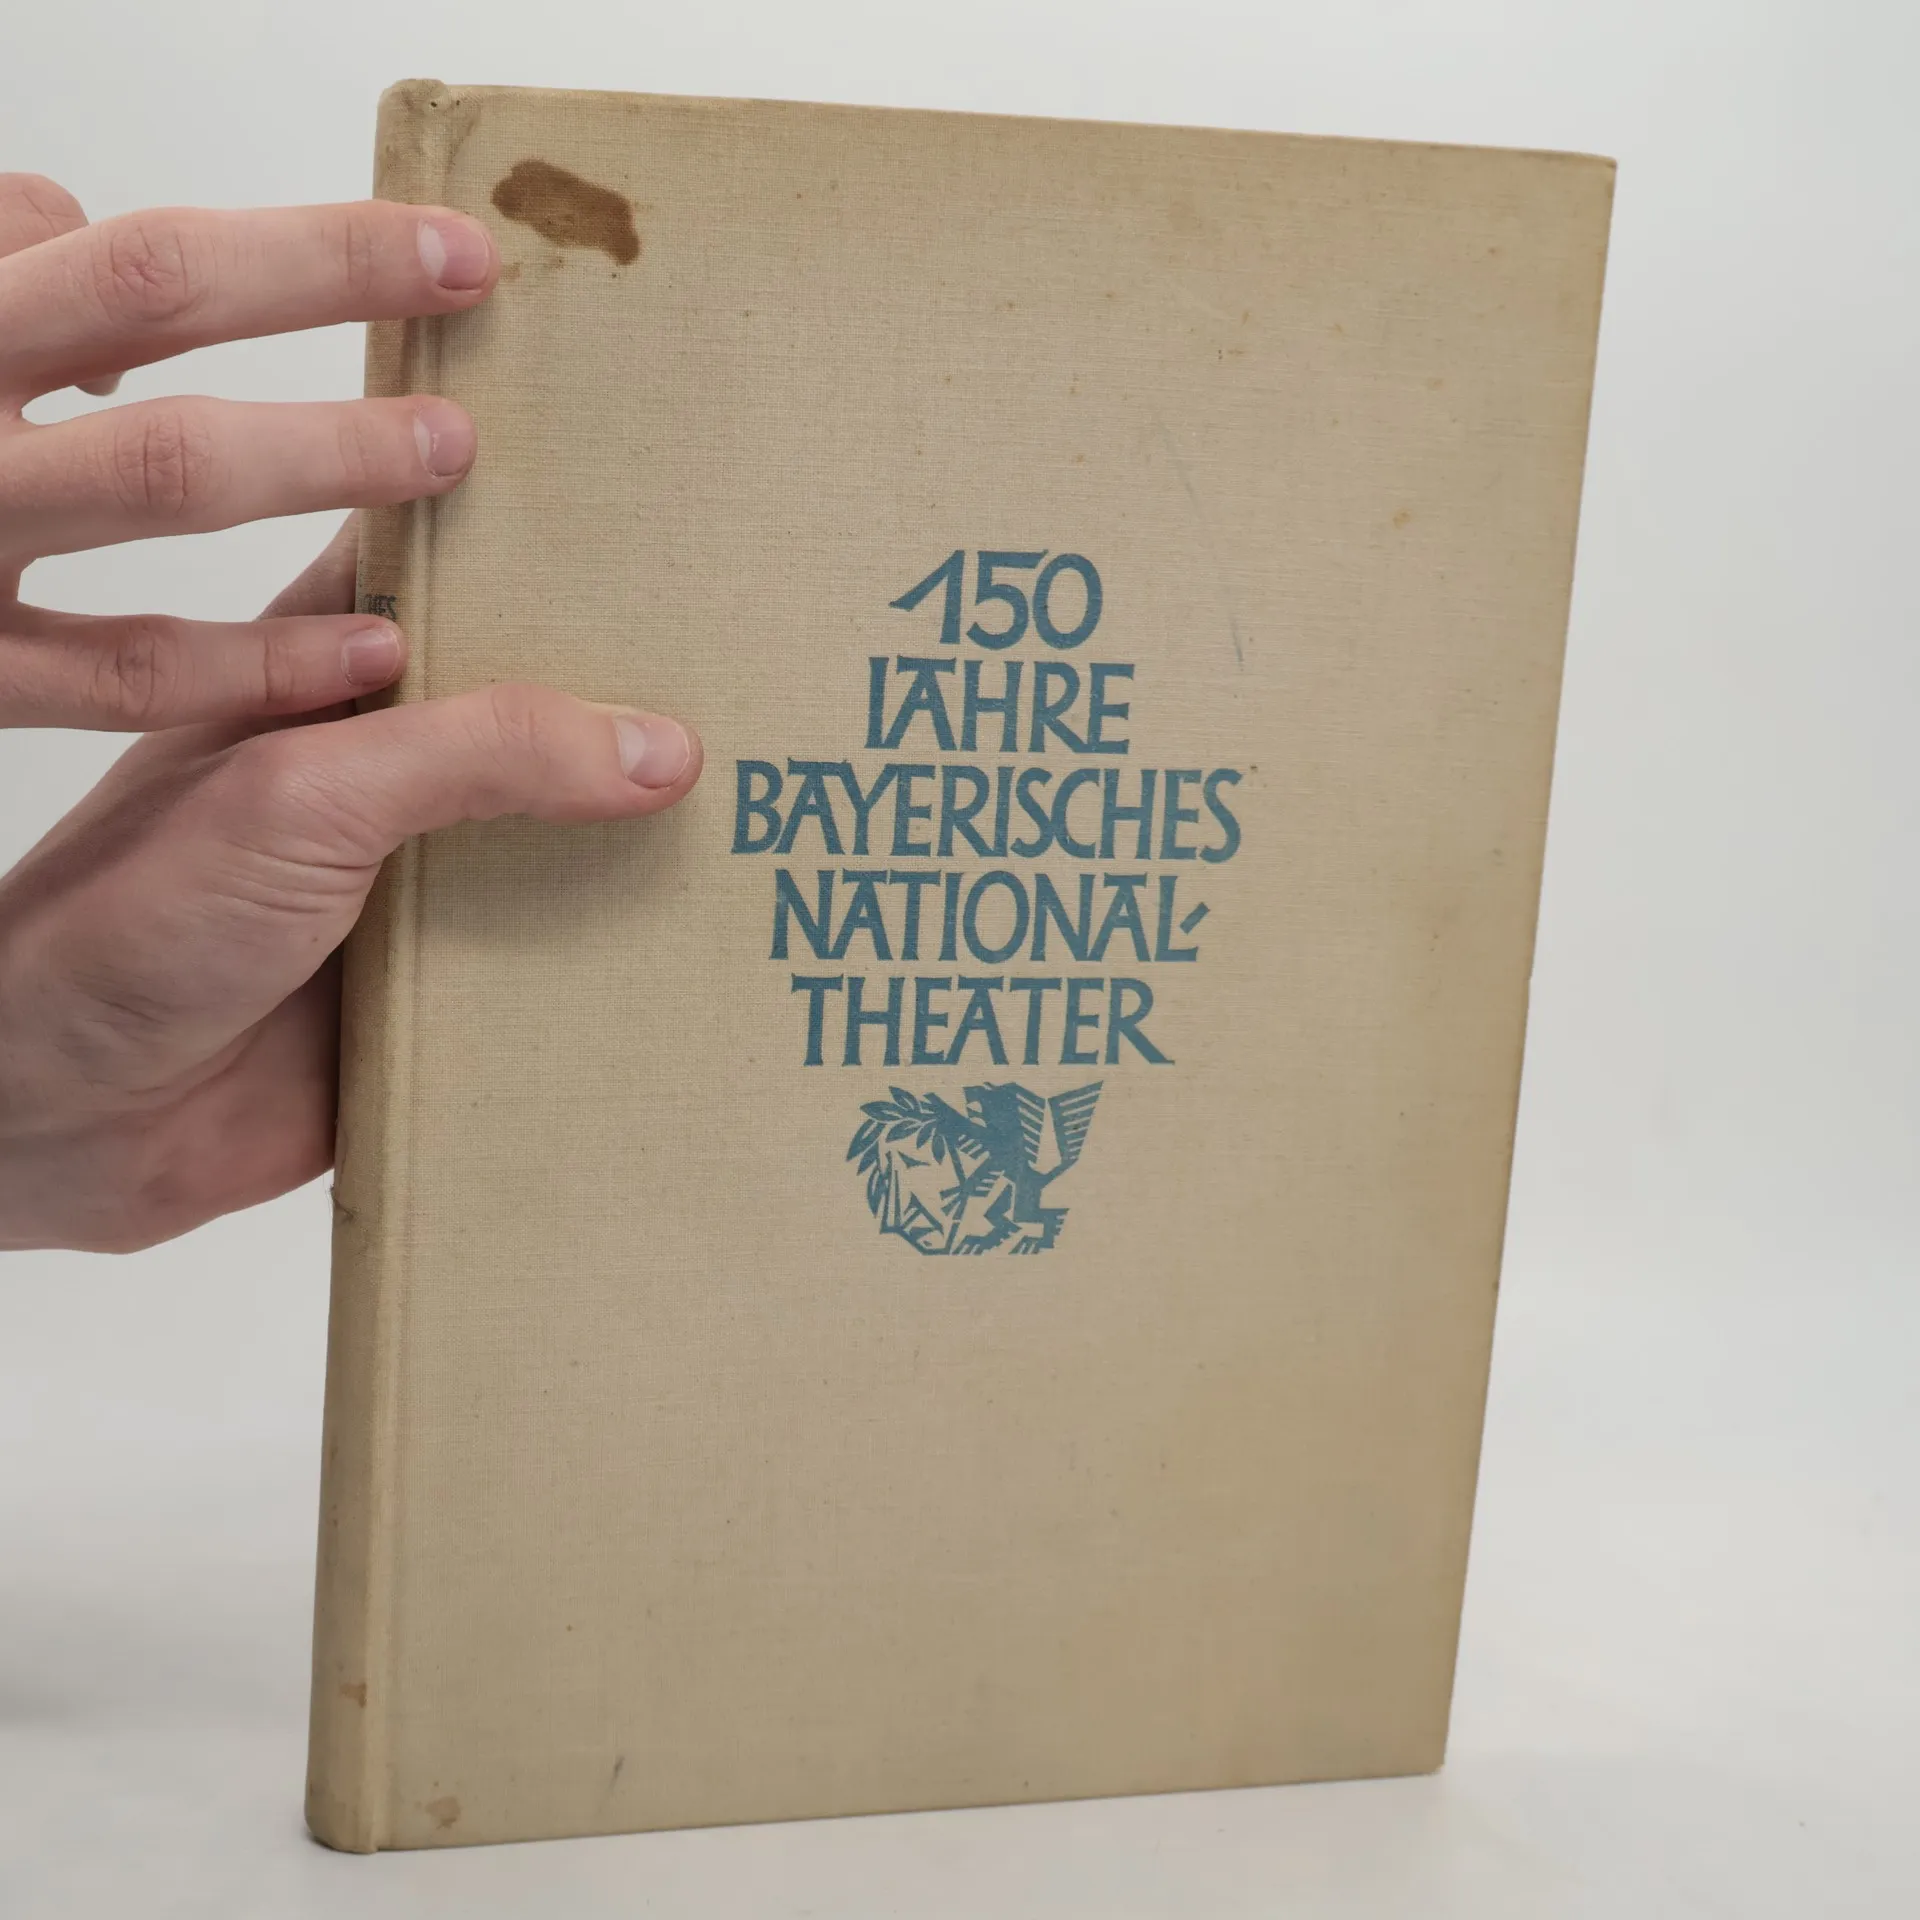 150
IAHRE
BAYERISCHES
NATIONAL-
THEATER